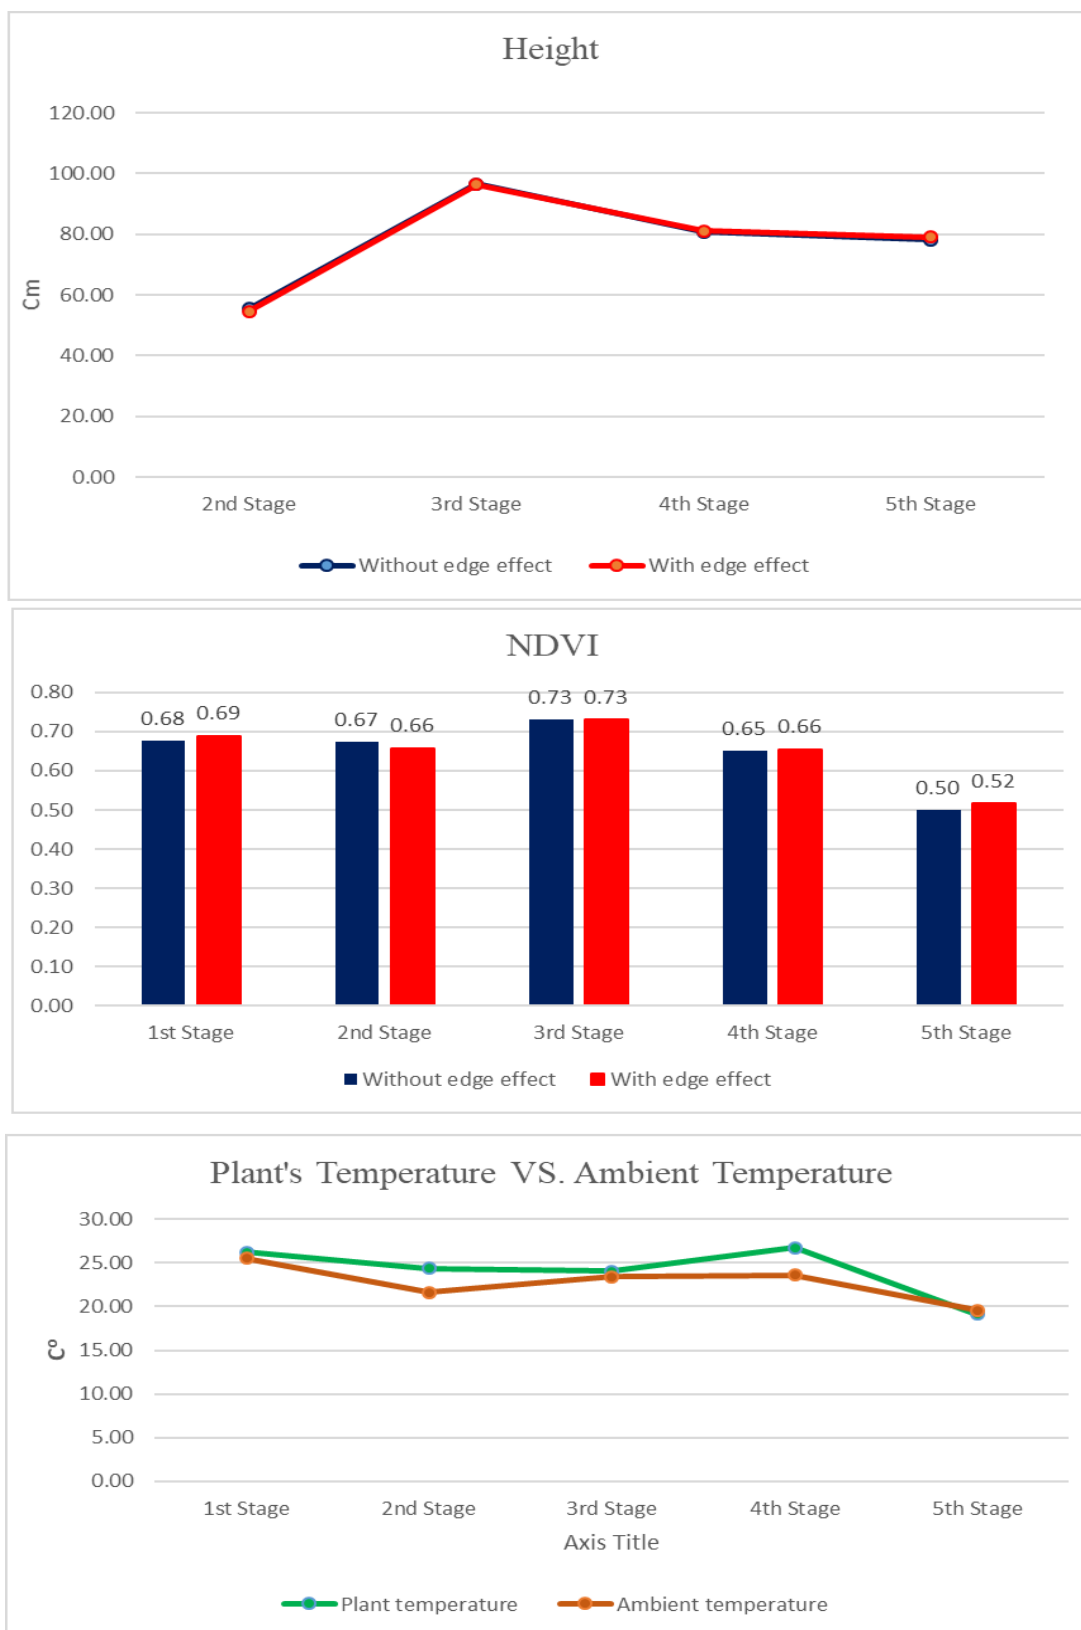 Height
120.00
100.00
80.00
60.00
40.00
20.00
0.00
Cm
2nd Stage 3rd Stage 4th Stage 5th Stage
Without edge effect With edge effect
NDVI
0.80
0.70
0.60
0.50
0.40
0.30
0.20
0.10
0.00
0.68 0.69 0.67 0.66 0.73 0.73 0.65 0.66 0.50 0.52
1st Stage 2nd Stage 3rd Stage 4th Stage 5th Stage
Without edge effect With edge effect
Plant's Temperature VS. Ambient Temperature
30.00
25.00
20.00
15.00
10.00
5.00
0.00
Cº
1st Stage 2nd Stage 3rd Stage 4th Stage 5th Stage
Axis Title
Plant temperature Ambient temperature